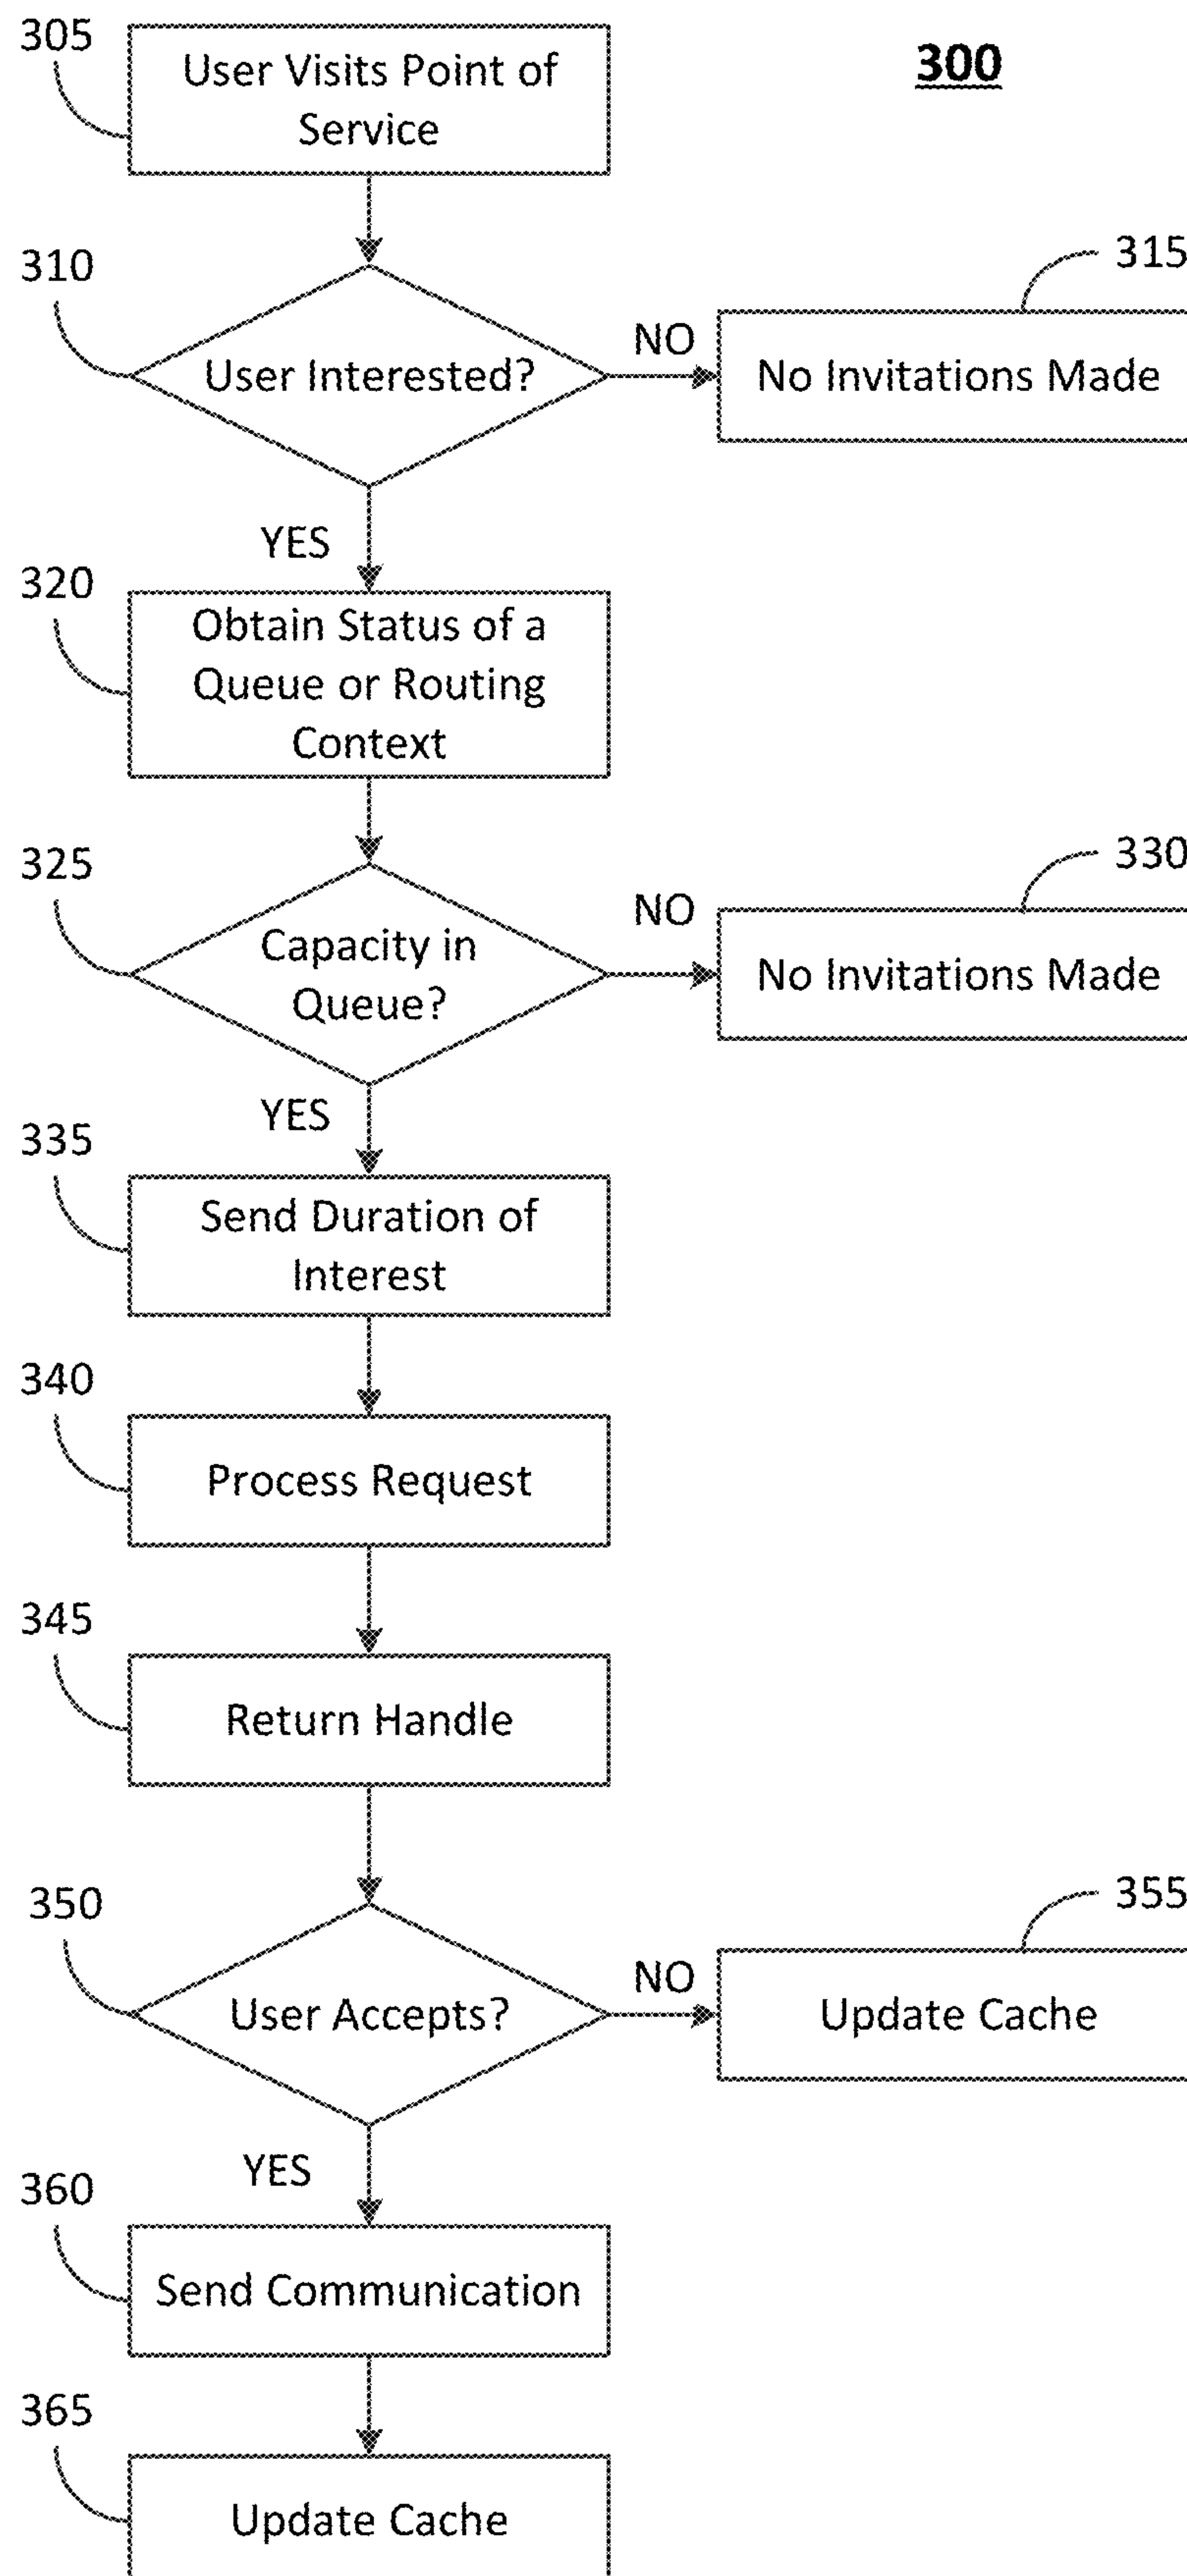 305
User Visits Point of
Service
300
310
User Interested?
NO
315
No Invitations Made
YES
320
Obtain Status of a
Queue or Routing
Context
325
Capacity in
Queue?
NO
330
No Invitations Made
YES
335
Send Duration of
Interest
340
Process Request
345
Return Handle
350
User Accepts?
NO
355
Update Cache
YES
360
Send Communication
365
Update Cache